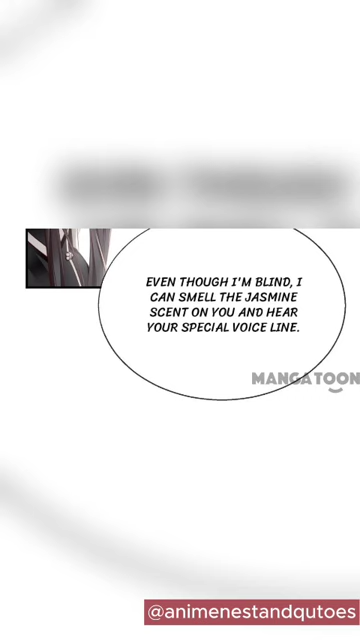 EVEN THOUGH I'M BLIND, I
CAN SMELL THE JASMINE
SCENT ON YOU AND HEAR
YOUR SPECIAL VOICE LINE.
MANGATOON
@animenestandqutoes